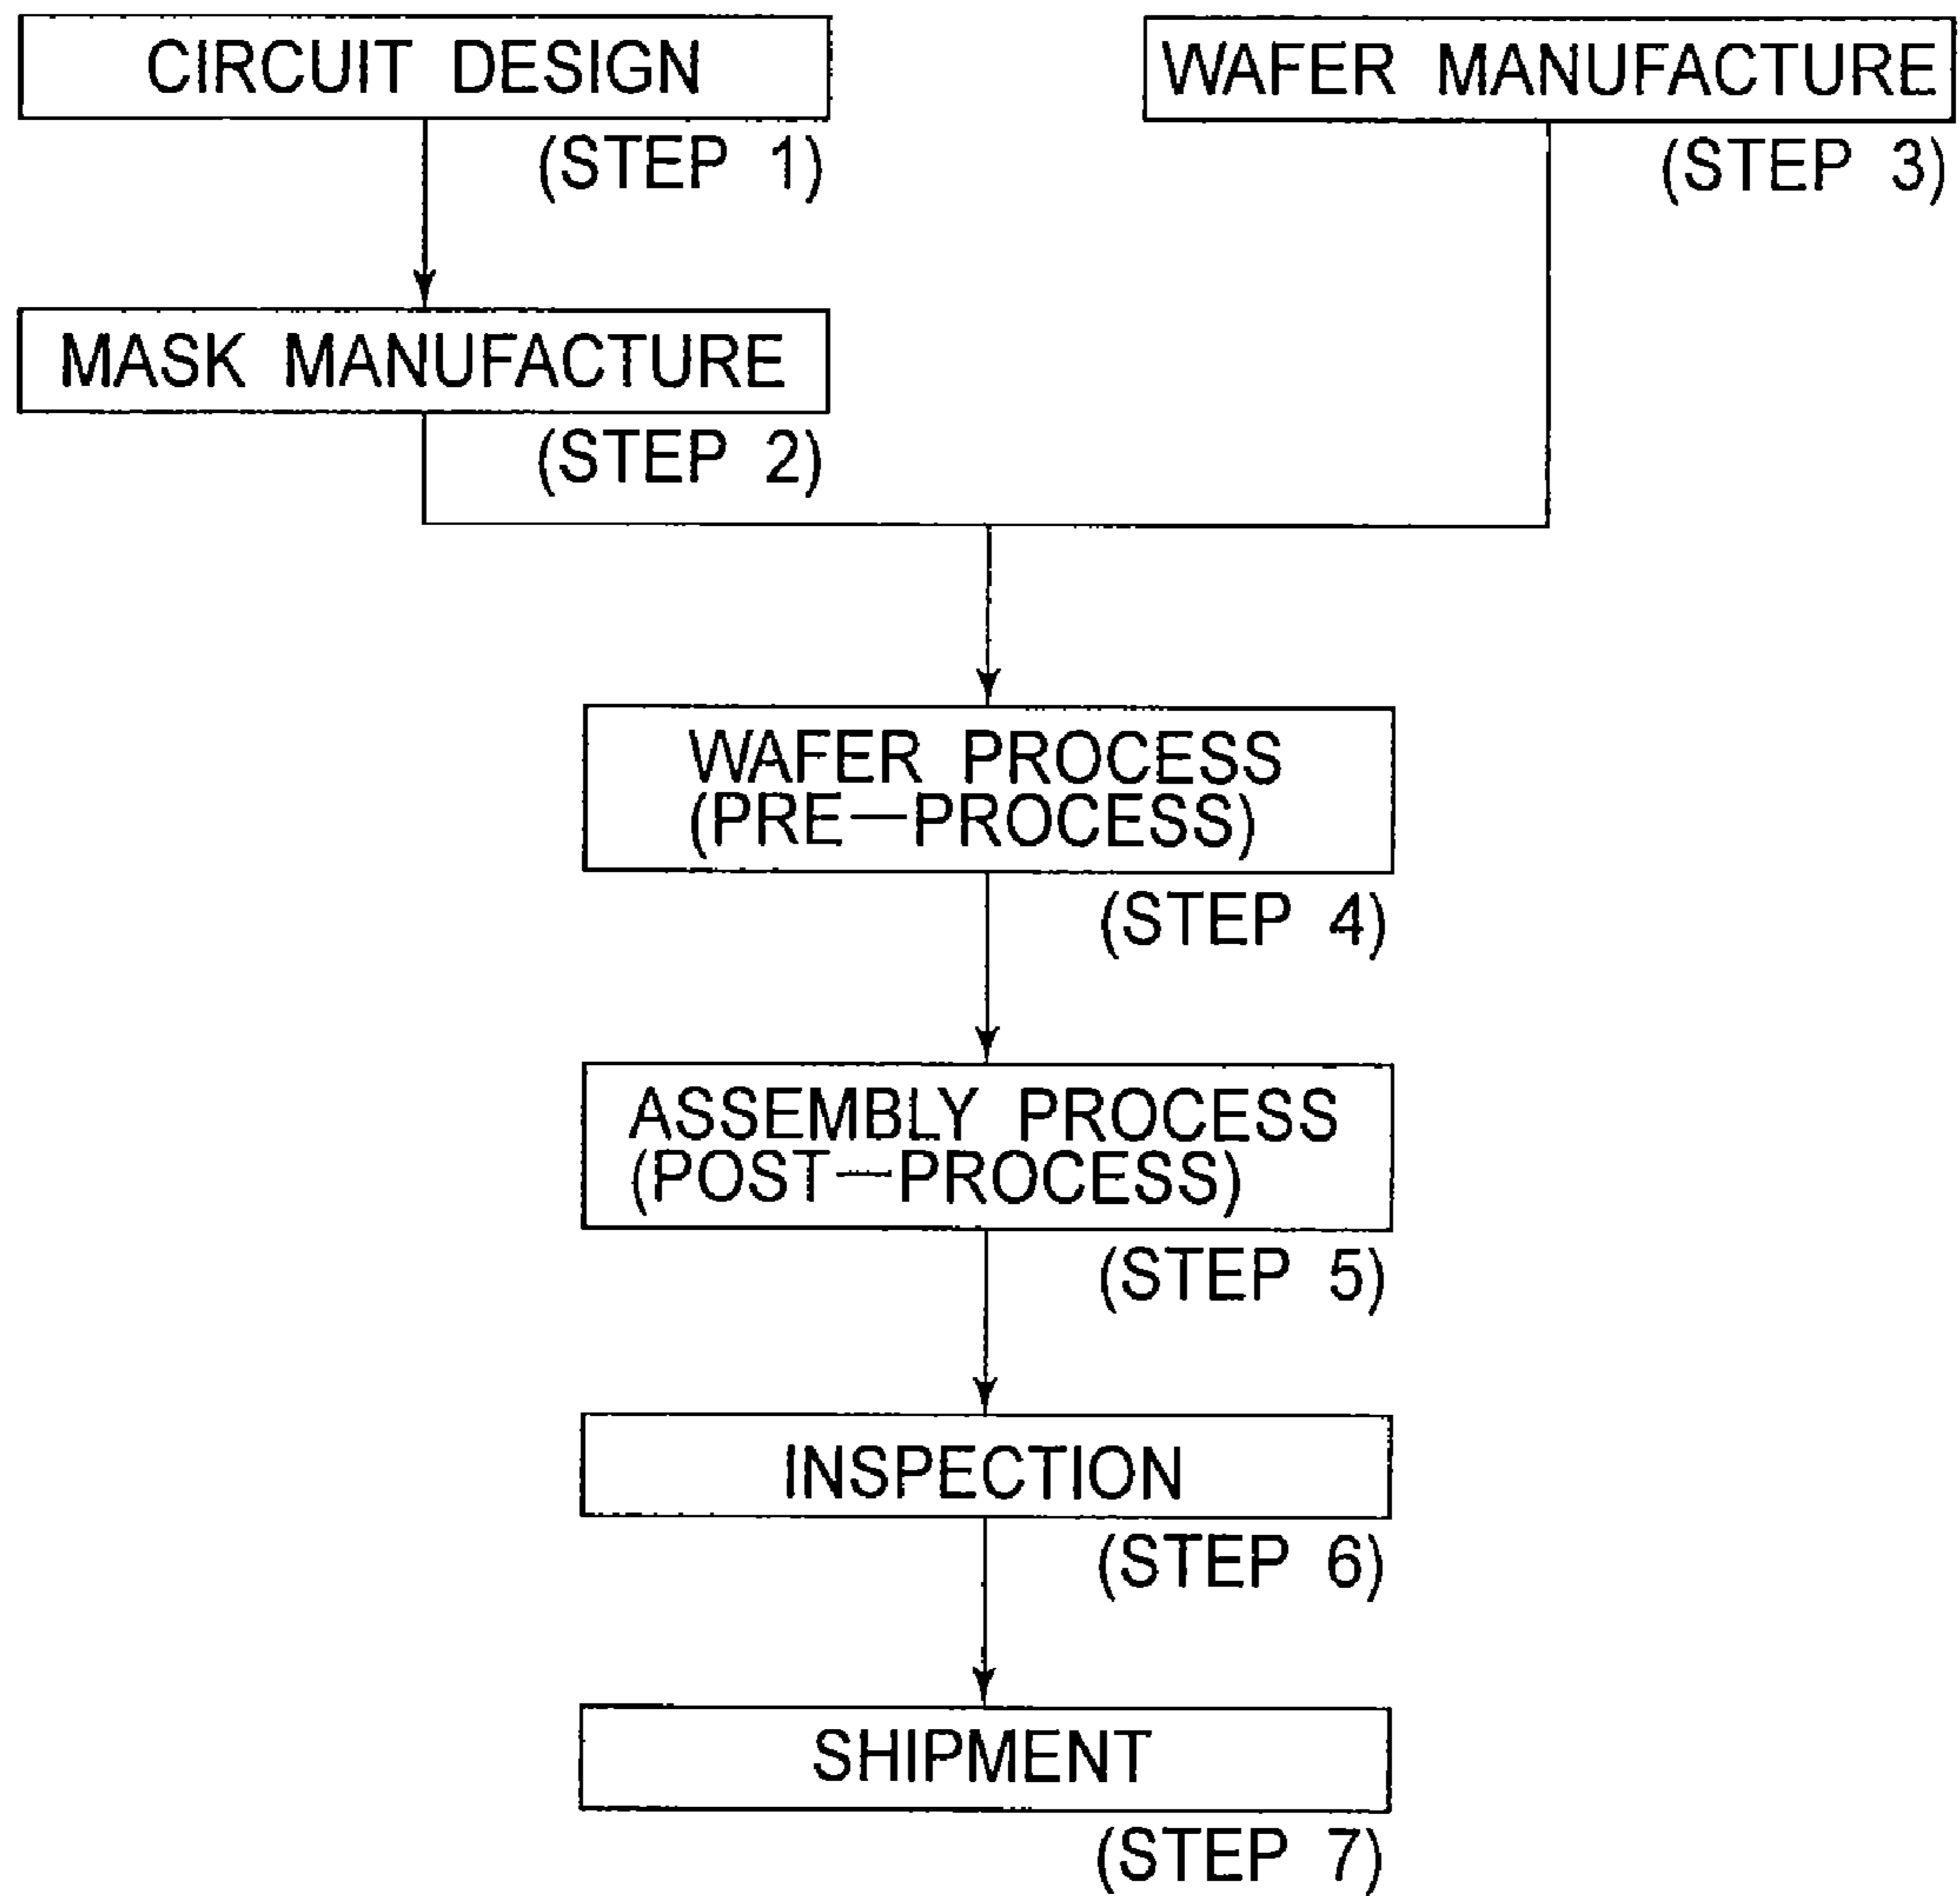 CIRCUIT DESIGN
(STEP 1)
WAFER MANUFACTURE
(STEP 3)
MASK MANUFACTURE
(STEP 2)
WAFER PROCESS
(PRE—PROCESS)
(STEP 4)
ASSEMBLY PROCESS
(POST—PROCESS)
(STEP 5)
INSPECTION
(STEP 6)
SHIPMENT
(STEP 7)